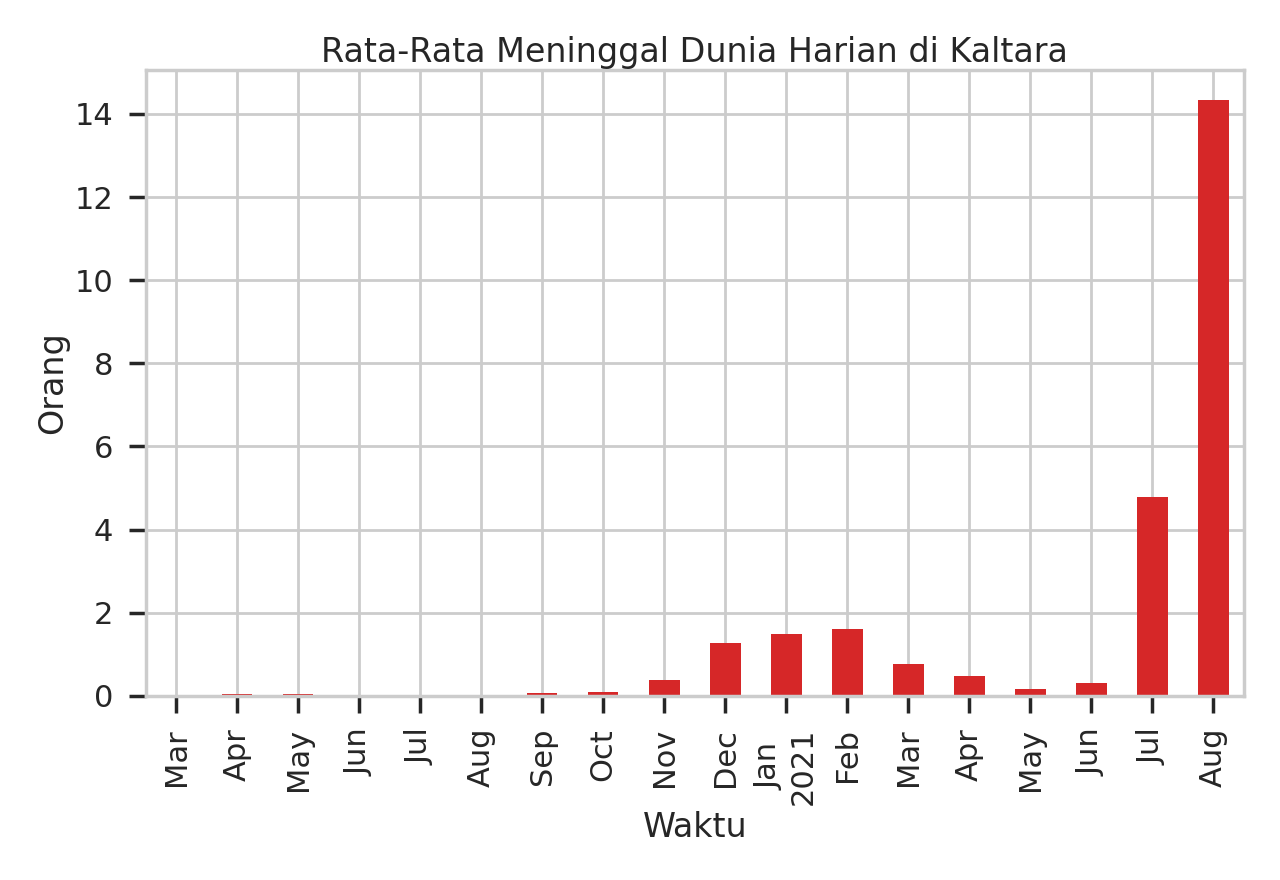 Rata-Rata Meninggal Dunia Harian di Kaltara
Orang
14
12
10
8
6
4
2
0
Mar
Apr
May
Jun
Jul
Aug
Sep
Oct
Nov
Dec
Jan
2021
Feb
Mar
Apr
May
Jun
Jul
Aug
Waktu